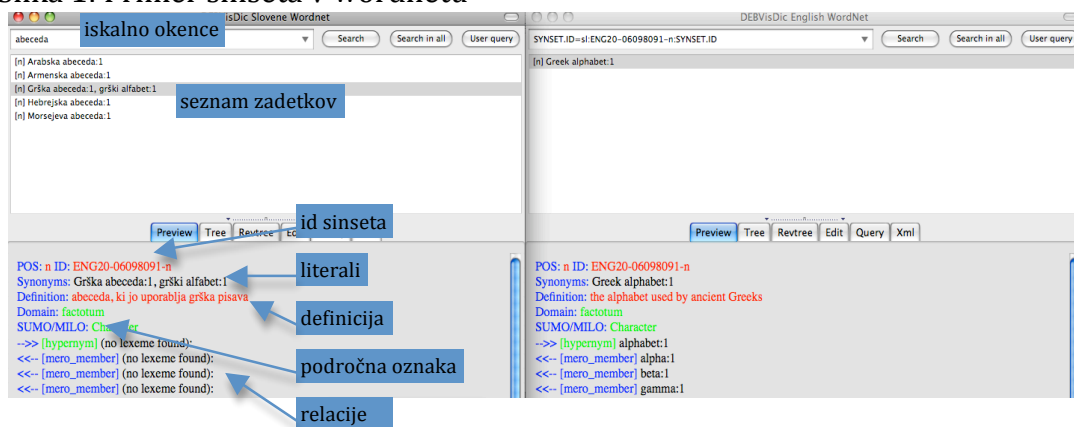 Primer sinseta v wordnetu
VisDic Slovene Wordnet
abeceda
iskalno okence
Search
Search in all
User query
[n] Arabska abeceda:1
[n] Armenska abeceda:1
[n] Grška abeceda:1, grški alfabet:1
[n] Hebrejska abeceda:1
[n] Morsejeva abeceda:1
seznam zadetkov
id sinseta
Preview Tree Revtree
POS: n ID: ENG20-06098091-n
literali
Synonyms: Grška abeceda:1, grški alfabet:1
Definition: abeceda, ki jo uporablja grška pisava
definicija
Domain: factotum
SUMO/MILO: Character
-->> [hypernym] (no lexeme found):
<<-- [mero_member] (no lexeme found):
področna oznaka
<<-- [mero_member] (no lexeme found):
<<-- [mero_member] (no lexeme found):
relacije
DEBVisDic English WordNet
SYNSET.ID=sl:ENG20-06098091-n:SYNSET.ID
Search
Search in all
User query
[n] Greek alphabet:1
Preview Tree Revtree Edit Query Xml
POS: n ID: ENG20-06098091-n
Synonyms: Greek alphabet:1
Definition: the alphabet used by ancient Greeks
Domain: factotum
SUMO/MILO: Character
-->> [hypernym] alphabet:1
<<-- [mero_member] alpha:1
<<-- [mero_member] beta:1
<<-- [mero_member] gamma:1